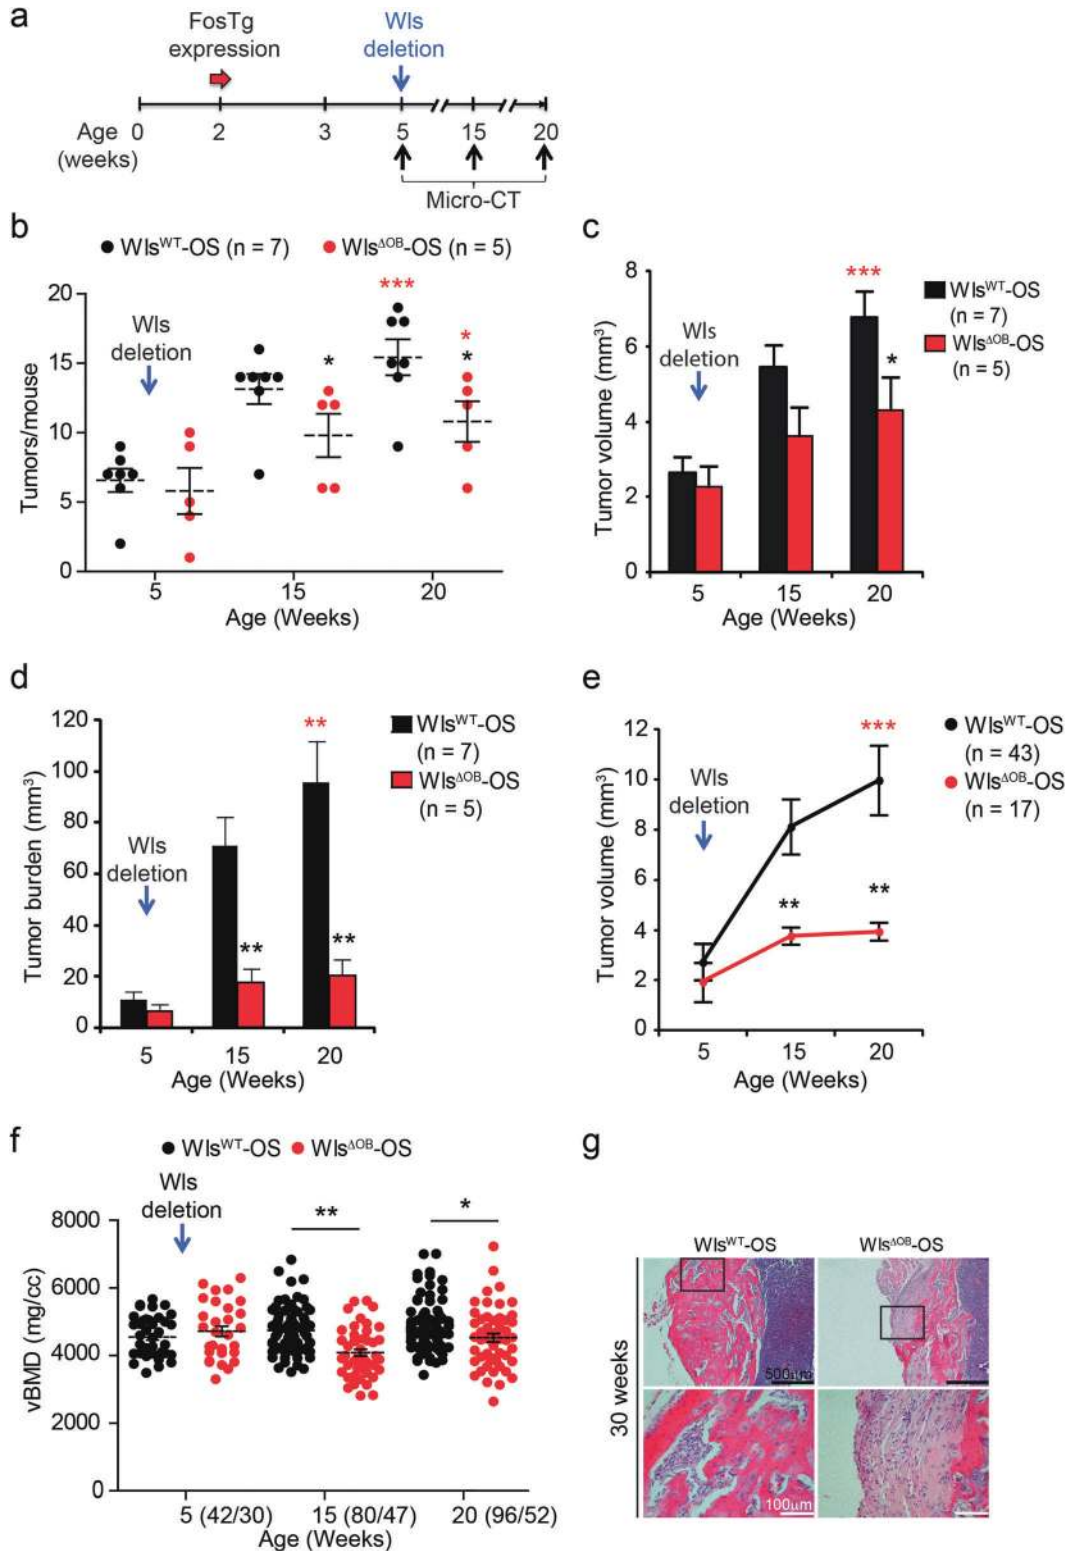 a
FosTg
expression
Wls
deletion
Age
(weeks)
0 2 3 5 15 20
Micro-CT
b
Wls^WT-OS (n = 7) Wls^ΔOB-OS (n = 5)
Tumors/mouse
20
15
10
5
0
Wls
deletion
*
***
*
*
5 15 20
Age (Weeks)
c
Tumor volume (mm³)
8
6
4
2
0
Wls
deletion
***
*
Wls^WT-OS
(n = 7)
Wls^ΔOB-OS
(n = 5)
5 15 20
Age (Weeks)
d
Tumor burden (mm³)
120
100
80
60
40
20
0
Wls
deletion
**
**
**
Wls^WT-OS
(n = 7)
Wls^ΔOB-OS
(n = 5)
5 15 20
Age (Weeks)
e
Tumor volume (mm³)
12
10
8
6
4
2
0
Wls
deletion
***
**
**
Wls^WT-OS
(n = 43)
Wls^ΔOB-OS
(n = 17)
5 15 20
Age (Weeks)
f
Wls^WT-OS Wls^ΔOB-OS
Wls
deletion
vBMD (mg/cc)
8000
6000
4000
2000
0
**
*
5 (42/30) 15 (80/47) 20 (96/52)
Age (Weeks)
g
Wls^WT-OS Wls^ΔOB-OS
30 weeks
500μm
100μm